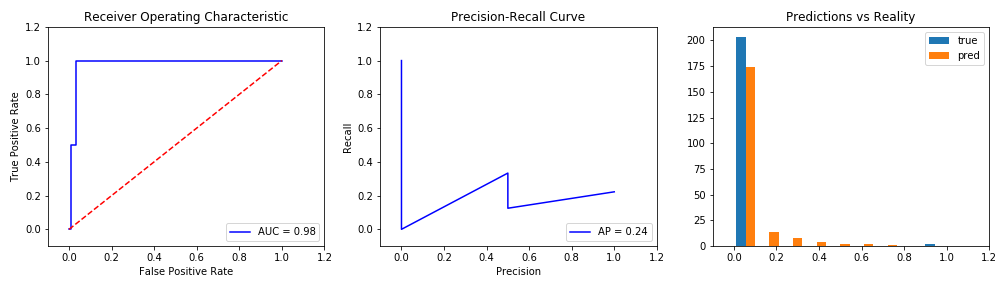 Receiver Operating Characteristic
1.2
1.0
0.8
0.6
0.4
0.2
0.0
True Positive Rate
AUC = 0.98
0.0 0.2 0.4 0.6 0.8 1.0 1.2
False Positive Rate
Precision-Recall Curve
1.2
1.0
0.8
0.6
0.4
0.2
0.0
Recall
AP = 0.24
0.0 0.2 0.4 0.6 0.8 1.0 1.2
Precision
Predictions vs Reality
true
pred
200
175
150
125
100
75
50
25
0
0.0 0.2 0.4 0.6 0.8 1.0 1.2